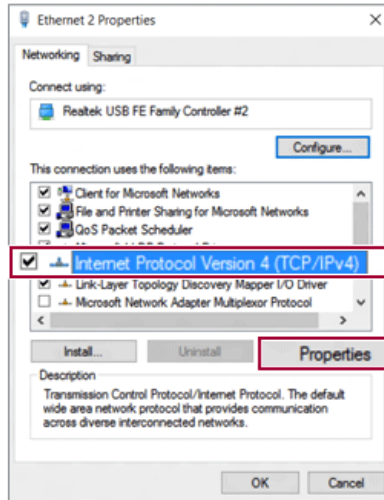 Ethernet 2 Properties
Networking
Sharing
Connect using:
Realtek USB FE Family Controller #2
Configure...
This connection uses the following items:
Client for Microsoft Networks
File and Printer Sharing for Microsoft Networks
QoS Packet Scheduler
Internet Protocol Version 4 (TCP/IPv4)
Link-Layer Topology Discovery Mapper I/O Driver
Microsoft Network Adapter Multiplexor Protocol
Install...
Uninstall
Properties
Description
Transmission Control Protocol/Internet Protocol. The default
wide area network protocol that provides communication
across diverse interconnected networks.
OK
Cancel